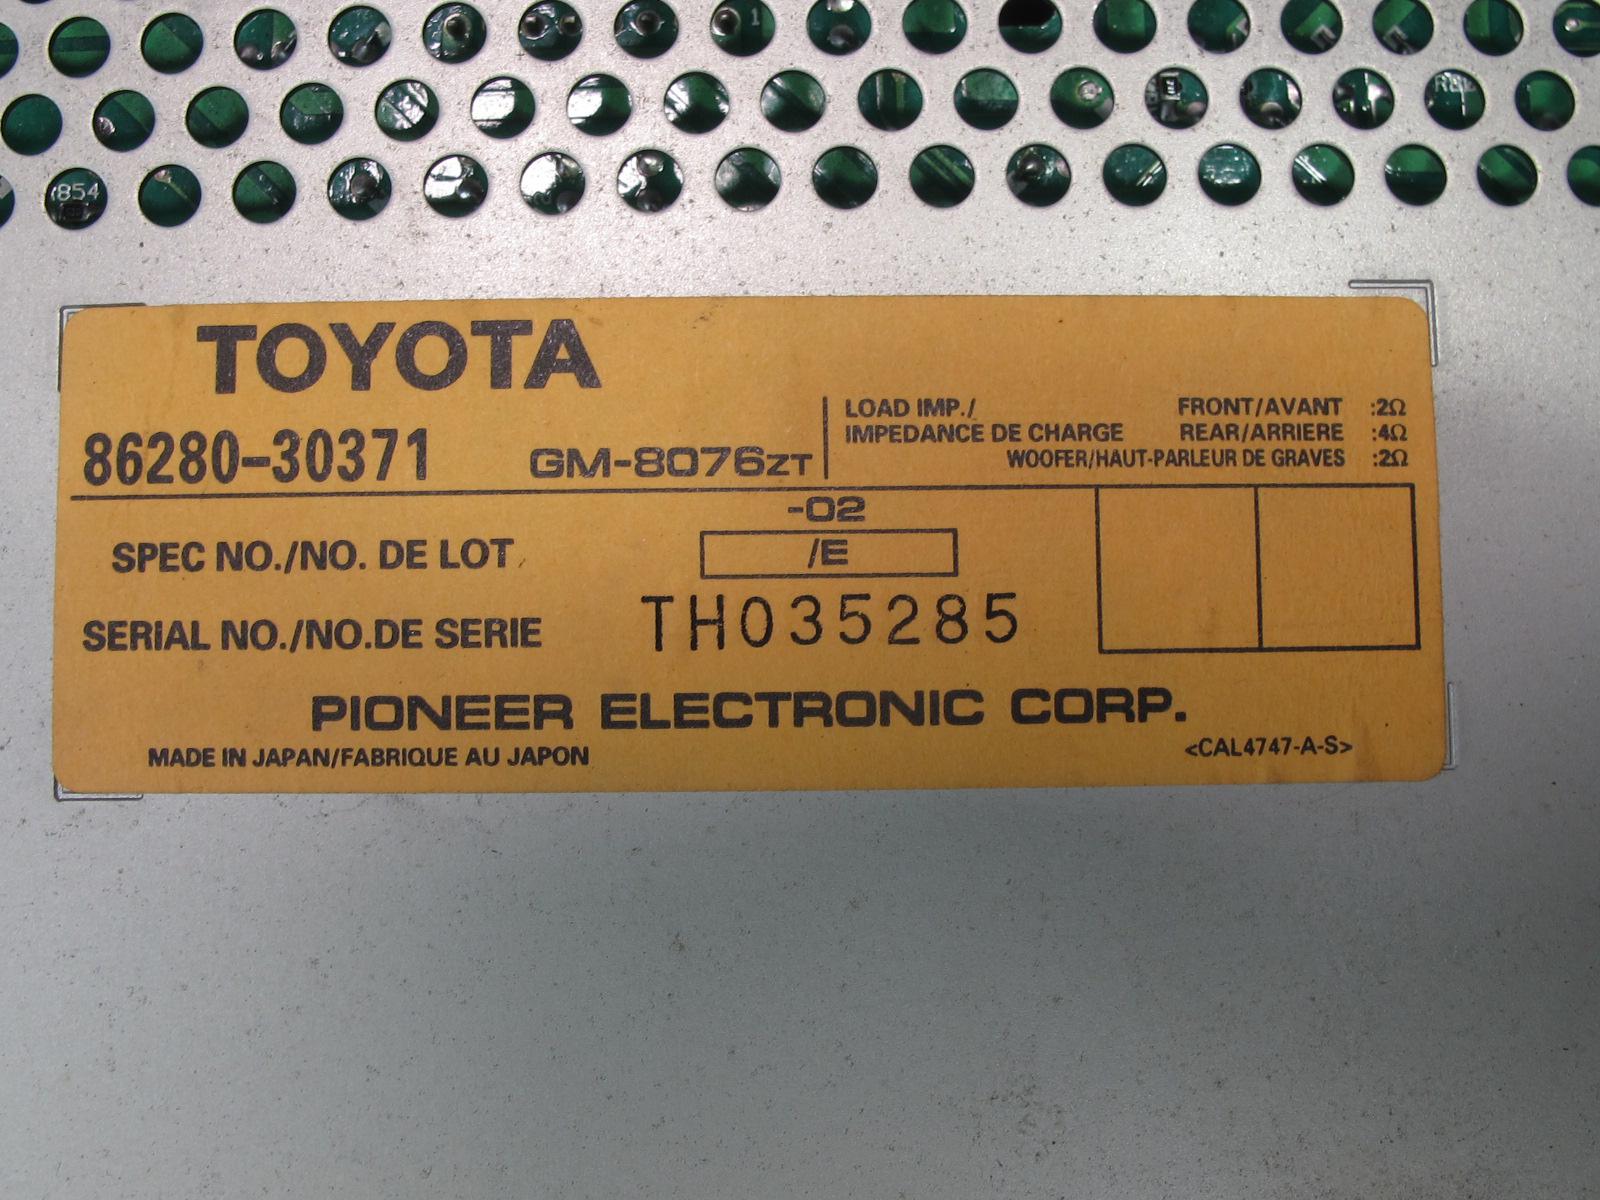 1
R82
854
TOYOTA
86280-30371 GM-8076ZT
LOAD IMP./ FRONT/AVANT :2Ω
IMPEDANCE DE CHARGE REAR/ARRIERE :4Ω
WOOFER/HAUT-PARLEUR DE GRAVES :2Ω
-02
SPEC NO./NO. DE LOT /E
SERIAL NO./NO.DE SERIE TH035285
PIONEER ELECTRONIC CORP.
MADE IN JAPAN/FABRIQUE AU JAPON <CAL4747-A-S>